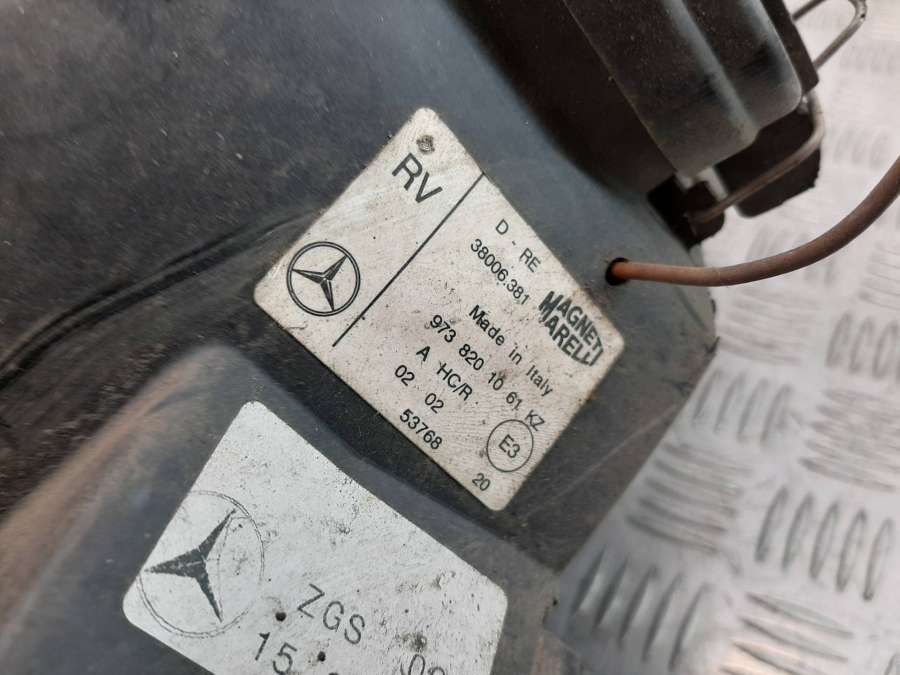 RV
D - RE
38006.381
MAGNETI
MARELLI
Made in Italy
973 820 10 61 KZ
A HC/R
02 02
E3
53768
20
ZGS
15